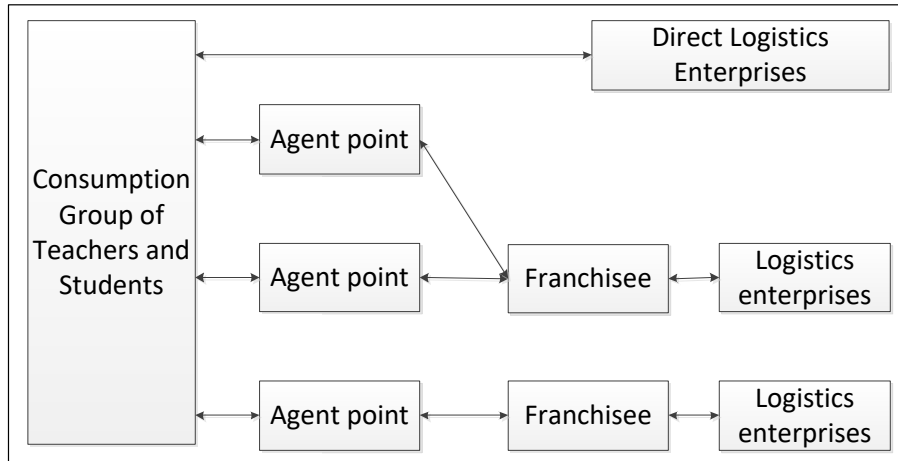 Direct Logistics
Enterprises
Agent point
Consumption
Group of
Teachers and
Students
Agent point
Franchisee
Logistics
enterprises
Agent point
Franchisee
Logistics
enterprises